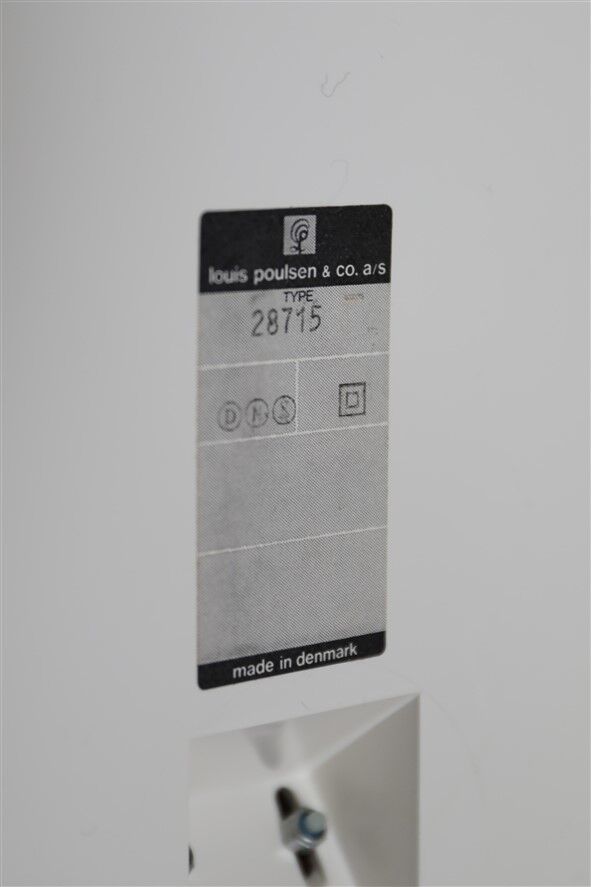 louis poulsen & co. a/s
TYPE
28715
D N S
made in denmark